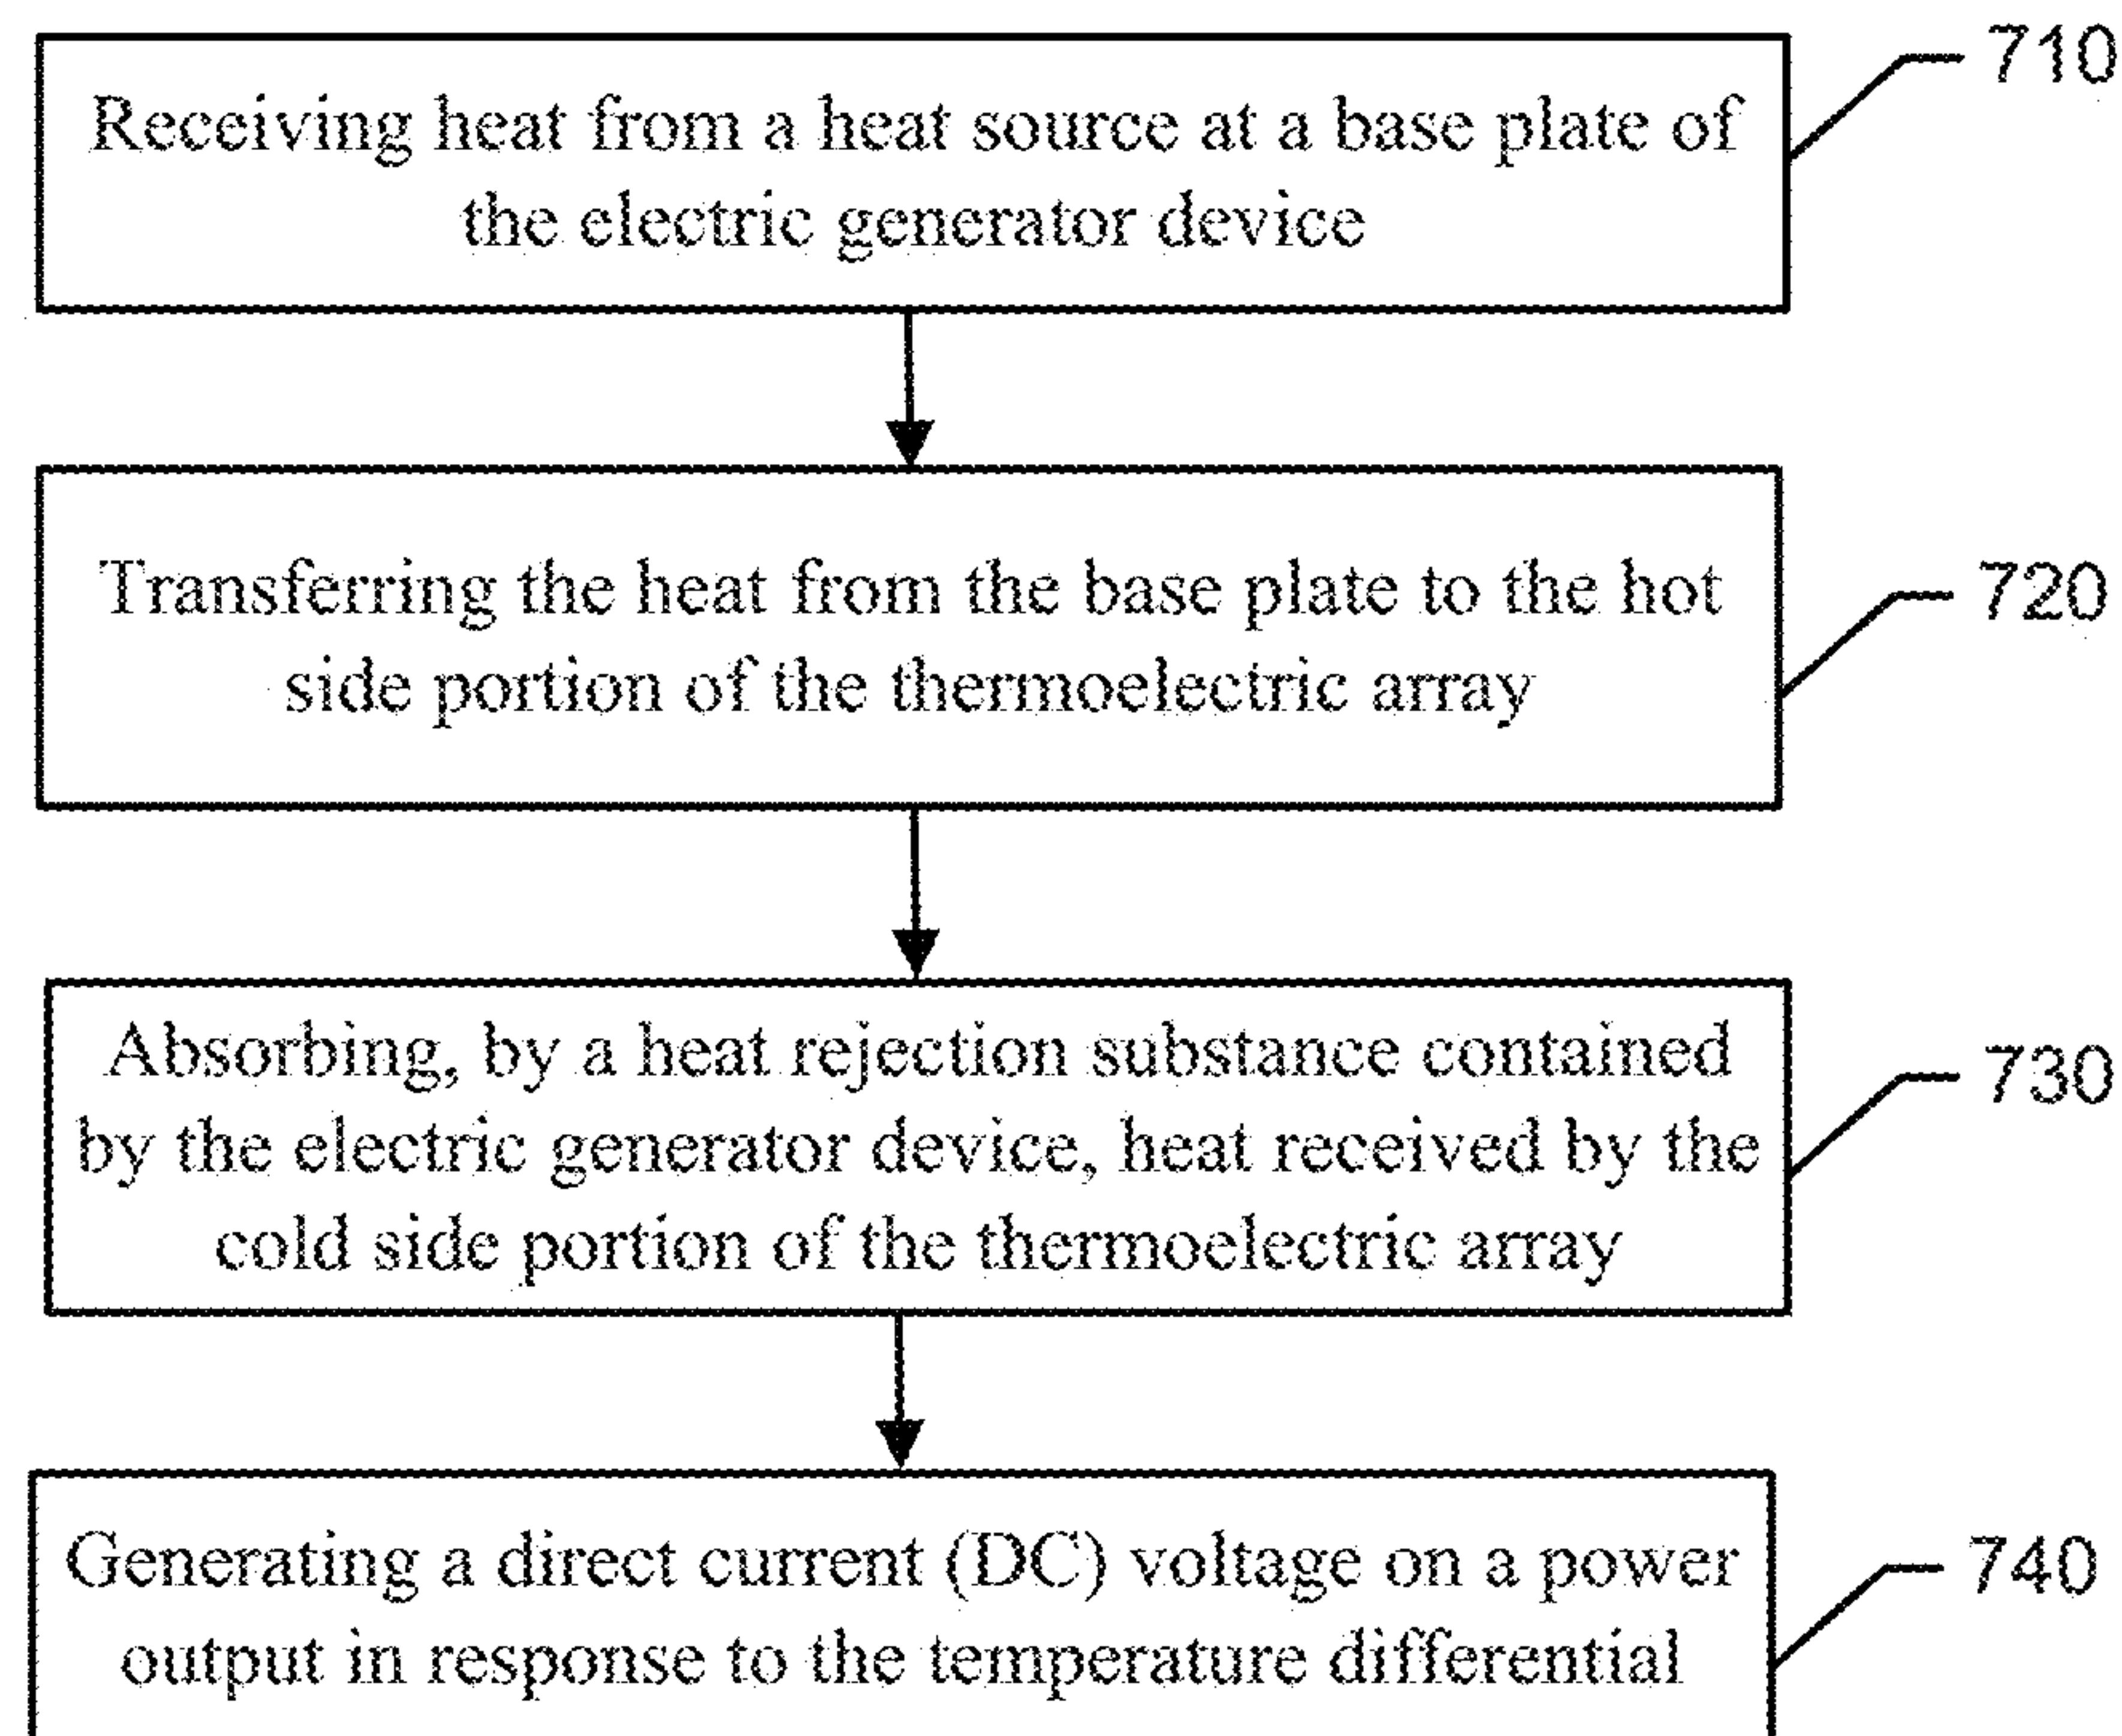 710
Receiving heat from a heat source at a base plate of
the electric generator device
720
Transferring the heat from the base plate to the hot
side portion of the thermoelectric array
730
Absorbing, by a heat rejection substance contained
by the electric generator device, heat received by the
cold side portion of the thermoelectric array
740
Generating a direct current (DC) voltage on a power
output in response to the temperature differential